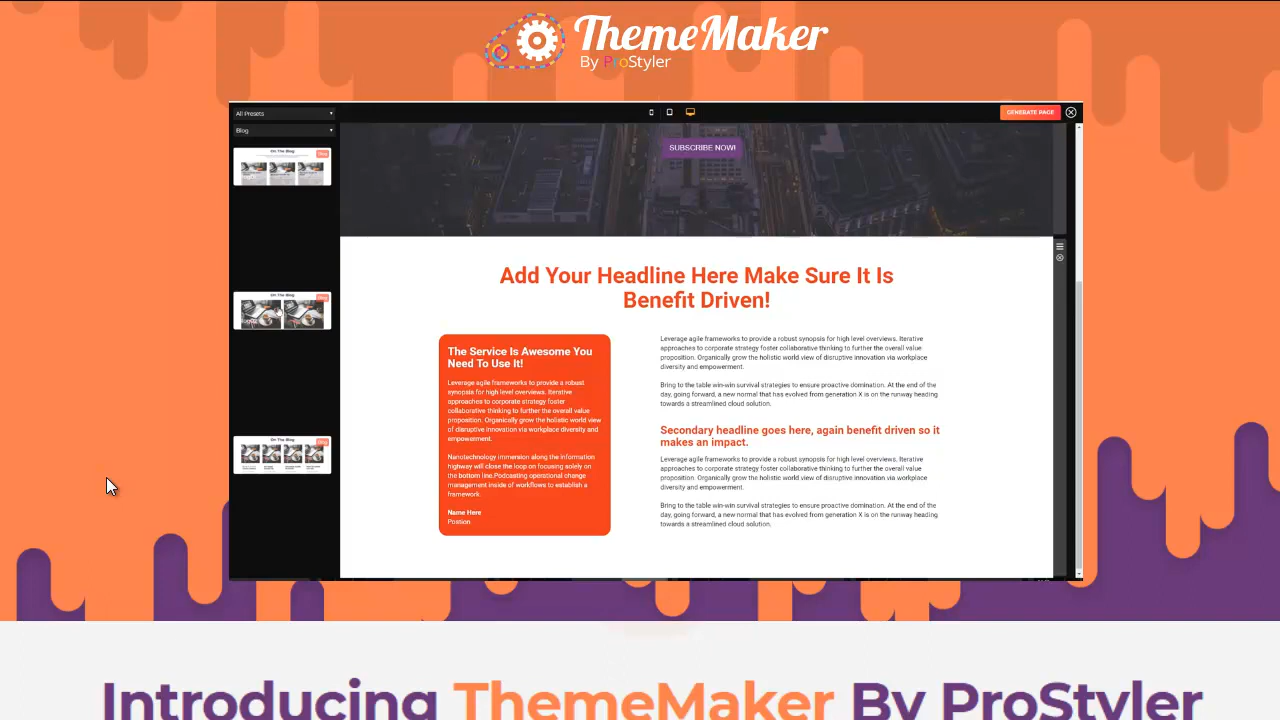 ThemeMaker
By ProStyler
All Presets
GENERATE PAGE
Blog
On The Blog
SUBSCRIBE NOW!
Add Your Headline Here Make Sure It Is
Benefit Driven!
The Service Is Awesome You
Need To Use It!
Leverage agile frameworks to provide a robust
synopsis for high level overviews. Iterative
approaches to corporate strategy foster
collaborative thinking to further the overall value
proposition. Organically grow the holistic world view
of disruptive innovation via workplace diversity and
empowerment.
Nanotechnology immersion along the information
highway will close the loop on focusing solely on
the bottom line.Podcasting operational change
management inside of workflows to establish a
framework.
Name Here
Position
Leverage agile frameworks to provide a robust synopsis for high level overviews. Iterative
approaches to corporate strategy foster collaborative thinking to further the overall value
proposition. Organically grow the holistic world view of disruptive innovation via workplace
diversity and empowerment.
Bring to the table win-win survival strategies to ensure proactive domination. At the end of the
day, going forward, a new normal that has evolved from generation X is on the runway heading
towards a streamlined cloud solution.
Secondary headline goes here, again benefit driven so it
makes an impact.
Leverage agile frameworks to provide a robust synopsis for high level overviews. Iterative
approaches to corporate strategy foster collaborative thinking to further the overall value
proposition. Organically grow the holistic world view of disruptive innovation via workplace
diversity and empowerment.
Bring to the table win-win survival strategies to ensure proactive domination. At the end of the
day, going forward, a new normal that has evolved from generation X is on the runway heading
towards a streamlined cloud solution.
On The Blog
On The Blog
Introducing ThemeMaker By ProStyler